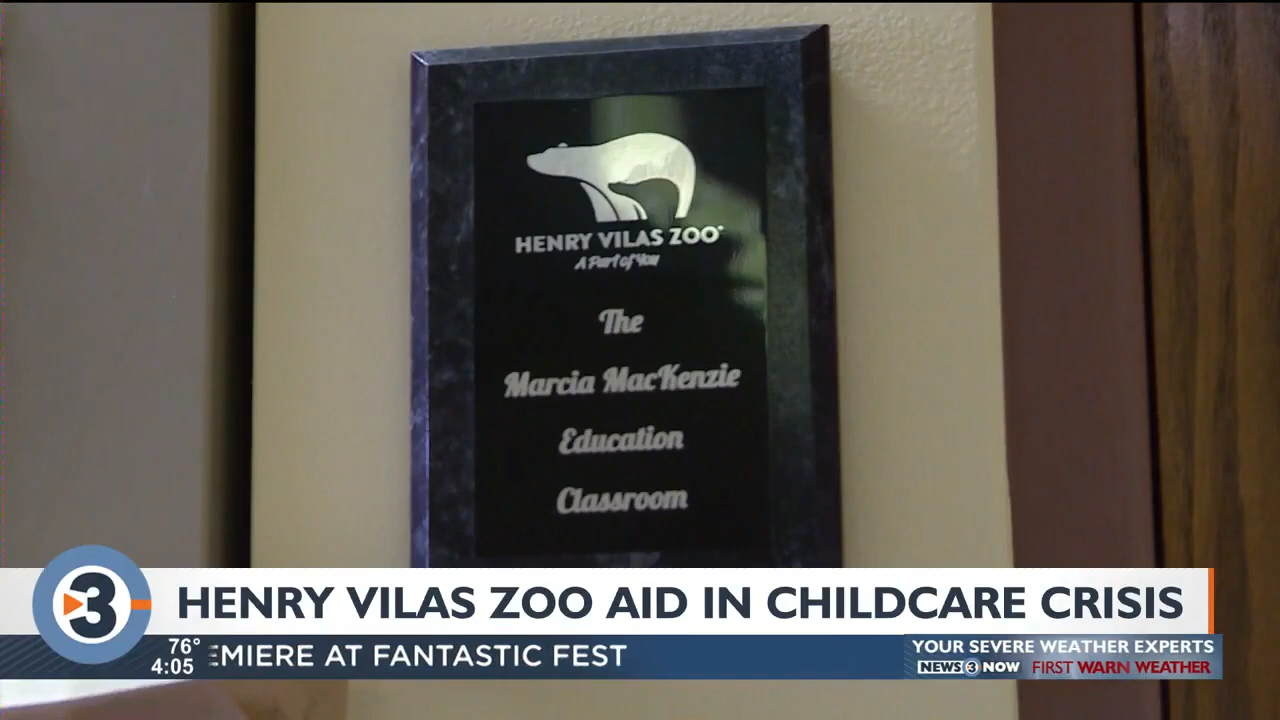 HENRY VILAS ZOO
A Part of You
The
Marcia MacKenzie
Education
Classroom
3
HENRY VILAS ZOO AID IN CHILDCARE CRISIS
76°
4:05
EMIERE AT FANTASTIC FEST
YOUR SEVERE WEATHER EXPERTS
NEWS 3 NOW FIRST WARN WEATHER